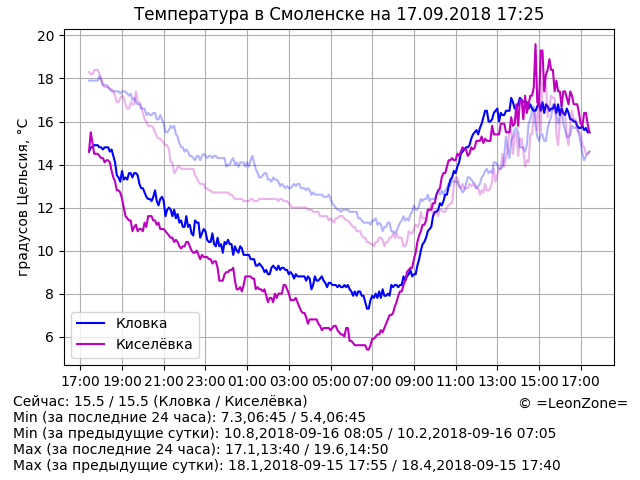 Температура в Смоленске на 17.09.2018 17:25
градусов Цельсия, °C
20
18
16
14
12
10
8
6
Кловка
Киселёвка
17:00 19:00 21:00 23:00 01:00 03:00 05:00 07:00 09:00 11:00 13:00 15:00 17:00
Сейчас: 15.5 / 15.5 (Кловка / Киселёвка)
© =LeonZone=
Min (за последние 24 часа): 7.3,06:45 / 5.4,06:45
Min (за предыдущие сутки): 10.8,2018-09-16 08:05 / 10.2,2018-09-16 07:05
Max (за последние 24 часа): 17.1,13:40 / 19.6,14:50
Max (за предыдущие сутки): 18.1,2018-09-15 17:55 / 18.4,2018-09-15 17:40